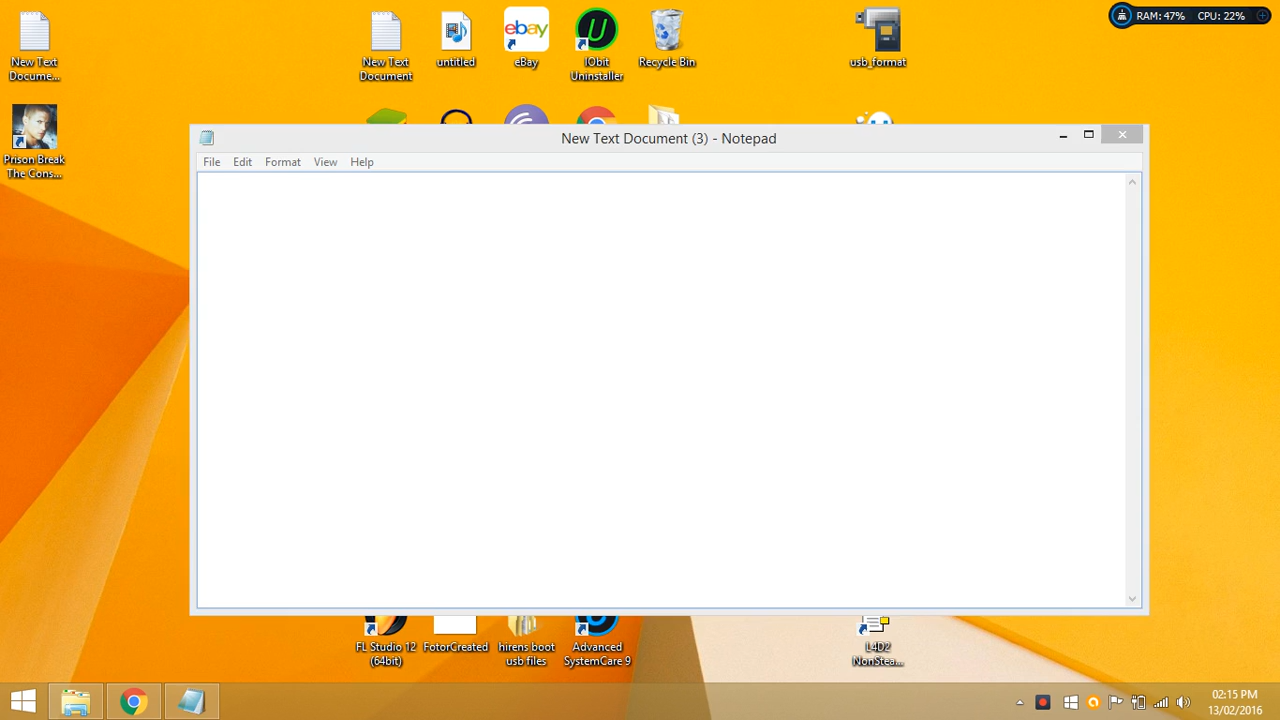 RAM: 47% CPU: 22%
New Text
Docume...
New Text
Document
untitled
ebay
eBay
IObit
Uninstaller
Recycle Bin
usb_format
Prison Break
The Cons...
New Text Document (3) - Notepad
File Edit Format View Help
FL Studio 12
(64bit)
FotorCreated
hirens boot
usb files
Advanced
SystemCare 9
L4D2
NonStea...
02:15 PM
13/02/2016